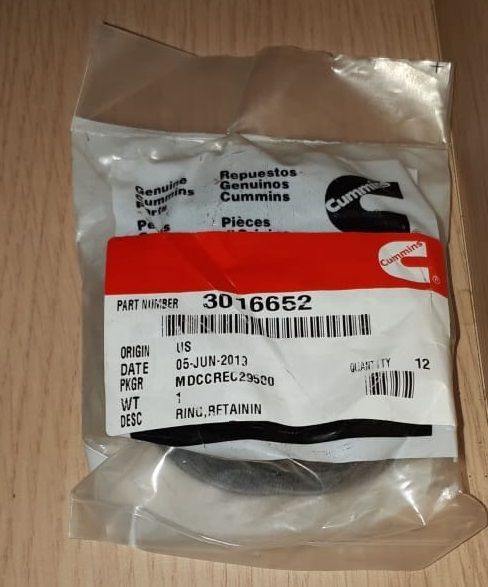 Genuine
Cummins
Parts
Repuestos
Genuinos
Cummins
Pièces
d'Origine
Cummins
Cummins
®
PART NUMBER 3016652
ORIGIN US
DATE 05-JUN-2013
PKGR MDCCREC29500
WT 1
DESC RING,RETAININ
QUANTITY 12